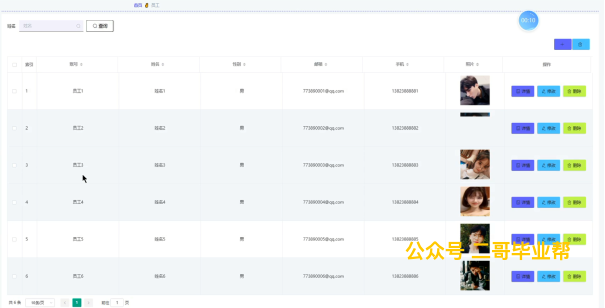 首页 员工
00:10
姓名 姓名 查询
索引 账号 姓名 性别 邮箱 手机 照片 操作
1 员工1 姓名1 男 773890001@qq.com 13823888881 详情 修改 删除
2 员工2 姓名2 男 773890002@qq.com 13823888882 详情 修改 删除
3 员工3 姓名3 男 773890003@qq.com 13823888883 详情 修改 删除
4 员工4 姓名4 男 773890004@qq.com 13823888884 详情 修改 删除
5 员工5 姓名5 男 773890005@qq.com 13823888885 详情 修改 删除
公众号 二哥毕业帮
6 员工6 姓名6 男 773890006@qq.com 13823888886 详情 修改 删除
共 6 条 10条/页 1 前往 1 页